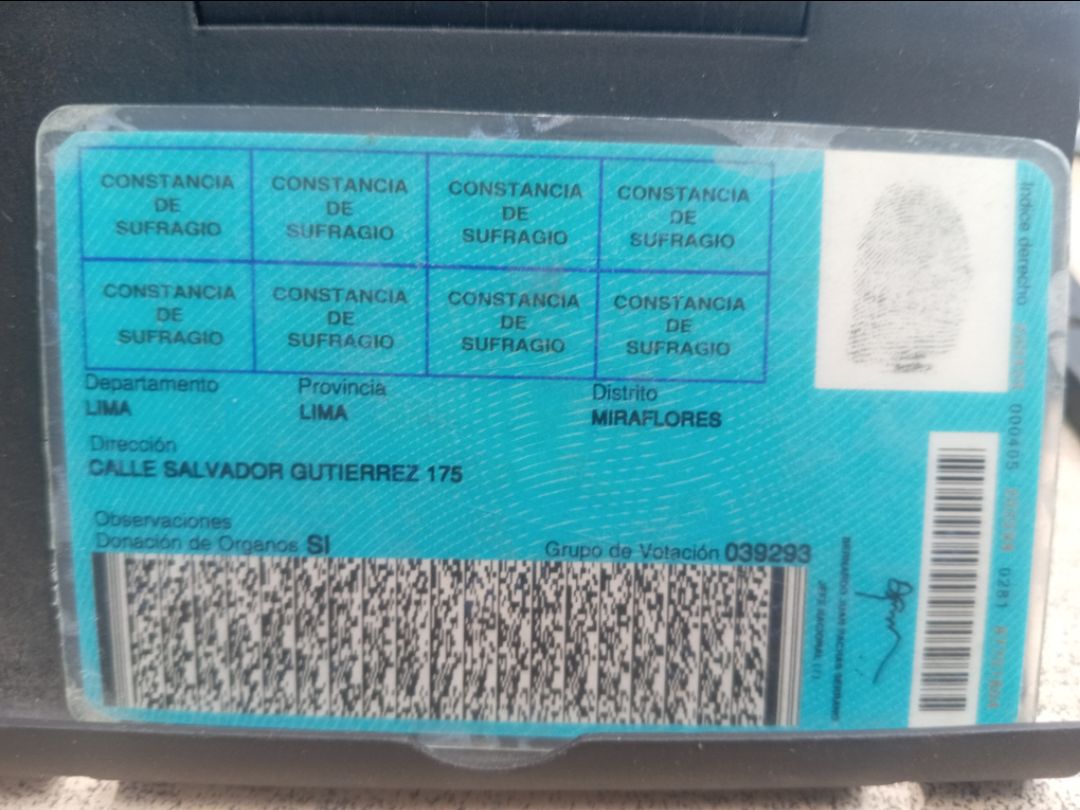 CONSTANCIA
DE
SUFRAGIO
CONSTANCIA
DE
SUFRAGIO
CONSTANCIA
DE
SUFRAGIO
CONSTANCIA
DE
SUFRAGIO
CONSTANCIA
DE
SUFRAGIO
CONSTANCIA
DE
SUFRAGIO
CONSTANCIA
DE
SUFRAGIO
CONSTANCIA
DE
SUFRAGIO
Departamento
LIMA
Provincia
LIMA
Distrito
MIRAFLORES
Dirección
CALLE SALVADOR GUTIERREZ 175
Observaciones
Donación de Organos SI
Grupo de Votación 039293
Indice derecho
000405
0281
JEFE NACIONAL